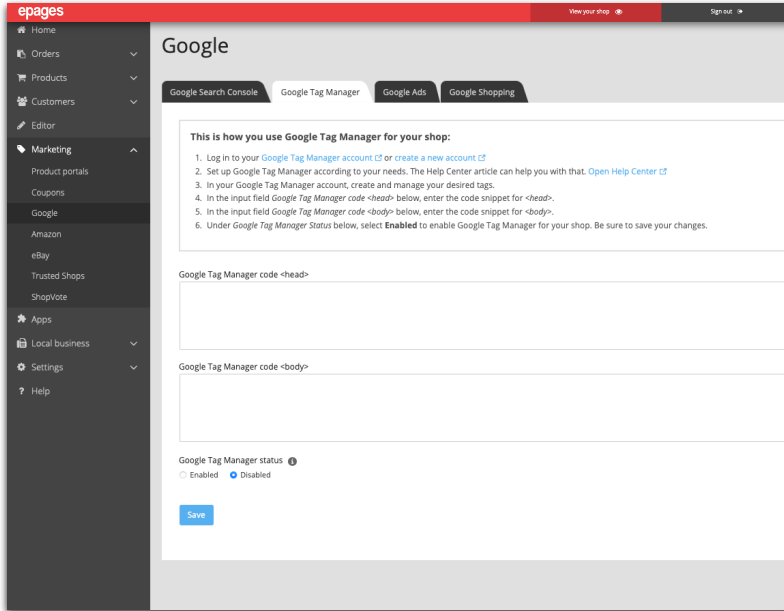 epages
View your shop
Sign out
Home
Orders
Products
Customers
Editor
Marketing
Product portals
Coupons
Google
Amazon
eBay
Trusted Shops
ShopVote
Apps
Local business
Settings
? Help
Google
Google Search Console
Google Tag Manager
Google Ads
Google Shopping
This is how you use Google Tag Manager for your shop:
1. Log in to your Google Tag Manager account or create a new account
2. Set up Google Tag Manager according to your needs. The Help Center article can help you with that. Open Help Center
3. In your Google Tag Manager account, create and manage your desired tags.
4. In the input field Google Tag Manager code <head> below, enter the code snippet for <head>.
5. In the input field Google Tag Manager code <body> below, enter the code snippet for <body>.
6. Under Google Tag Manager Status below, select Enabled to enable Google Tag Manager for your shop. Be sure to save your changes.
Google Tag Manager code <head>
Google Tag Manager code <body>
Google Tag Manager status
Enabled
Disabled
Save